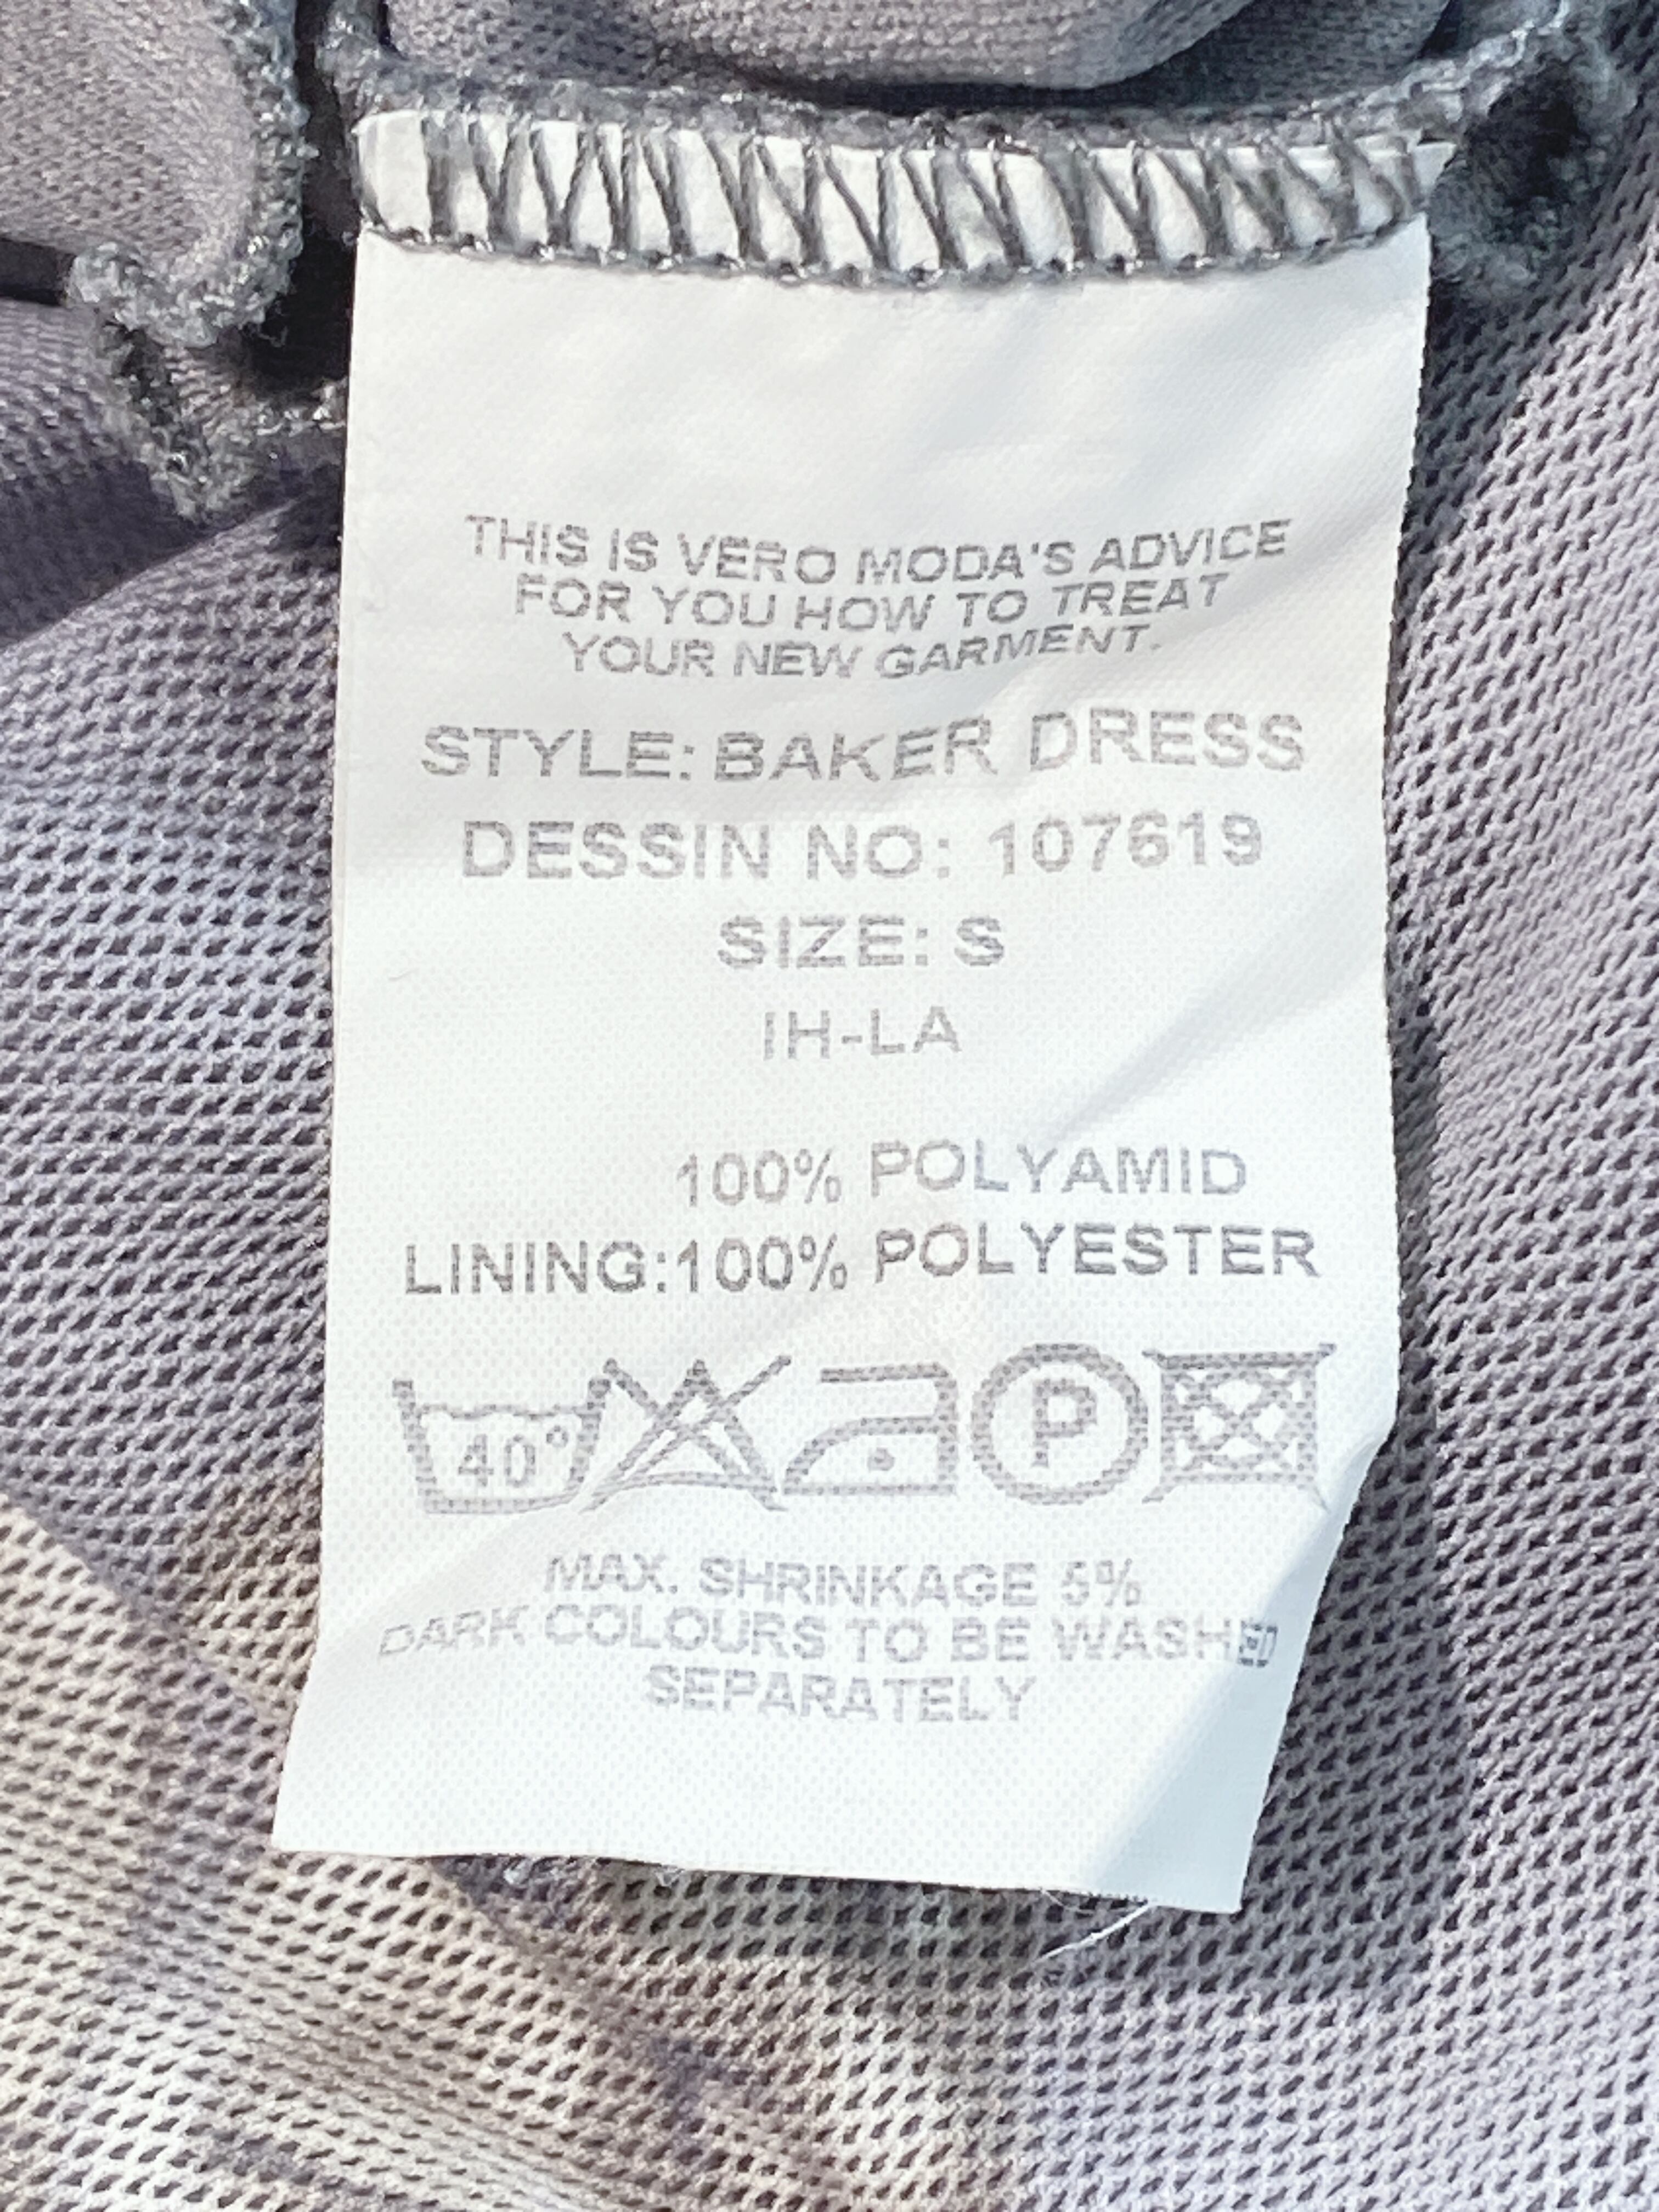 THIS IS VERO MODA'S ADVICE
FOR YOU HOW TO TREAT
YOUR NEW GARMENT.
STYLE: BAKER DRESS
DESSIN NO: 107619
SIZE: S
IH-LA
100% POLYAMID
LINING:100% POLYESTER
40° P
MAX. SHRINKAGE 5%
DARK COLOURS TO BE WASHED
SEPARATELY